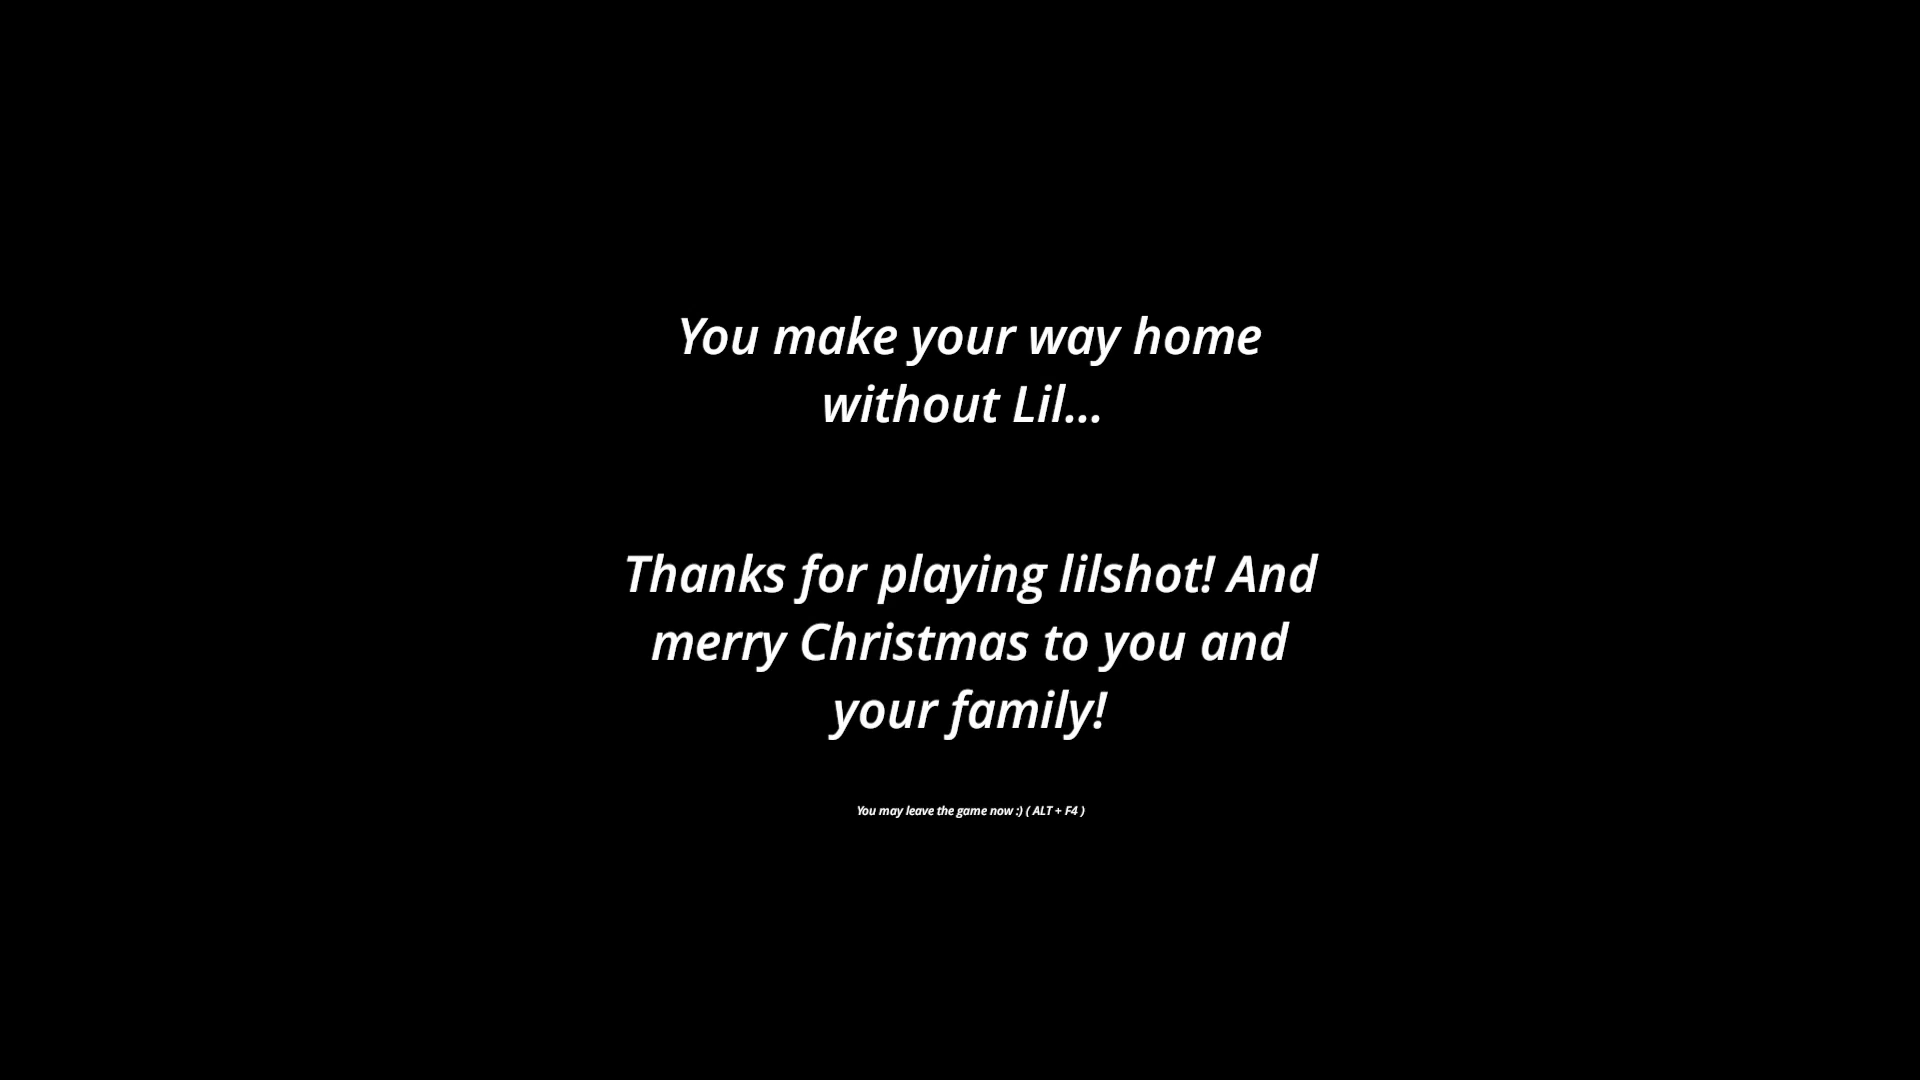 You make your way home
without Lil...
Thanks for playing lilshot! And
merry Christmas to you and
your family!
You may leave the game now :) ( ALT + F4 )